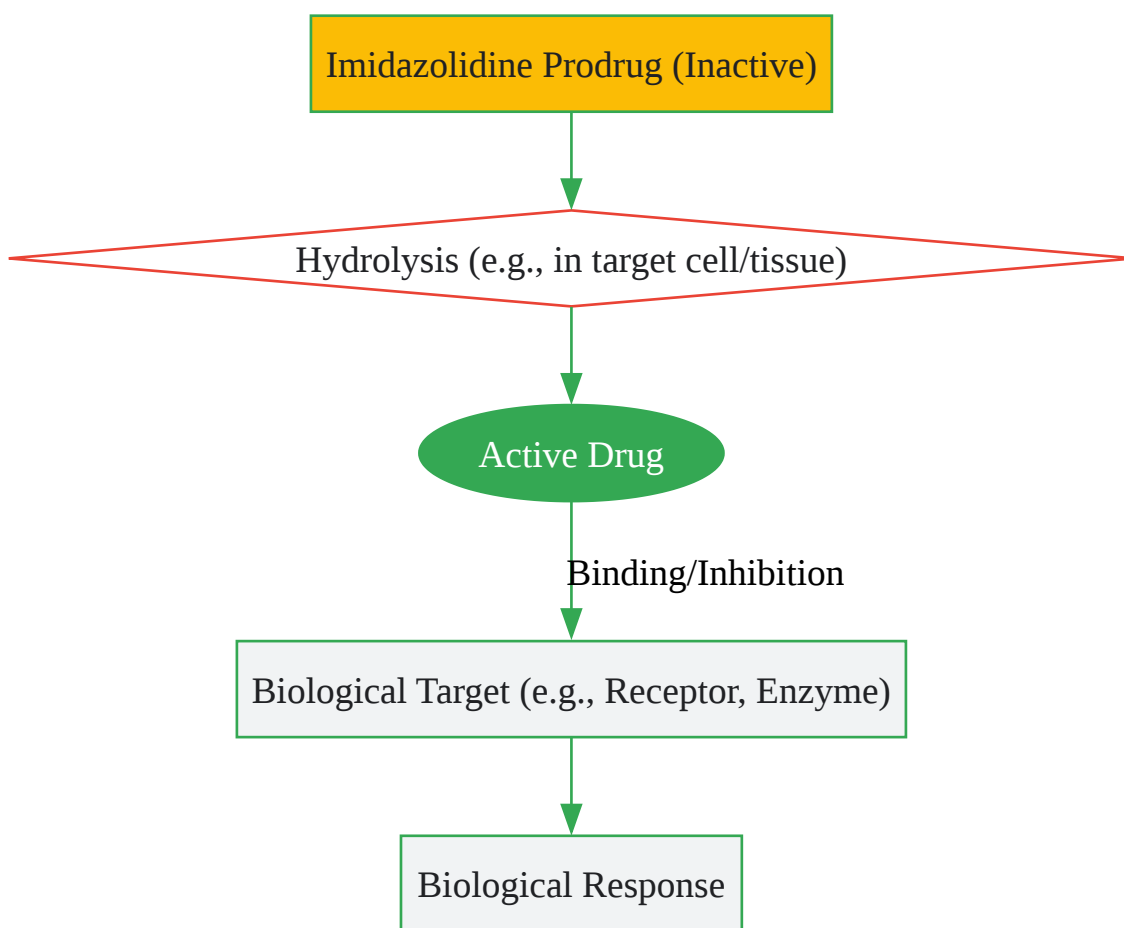 Imidazolidine Prodrug (Inactive)
Hydrolysis (e.g., in target cell/tissue)
Active Drug
Binding/Inhibition
Biological Target (e.g., Receptor, Enzyme)
Biological Response